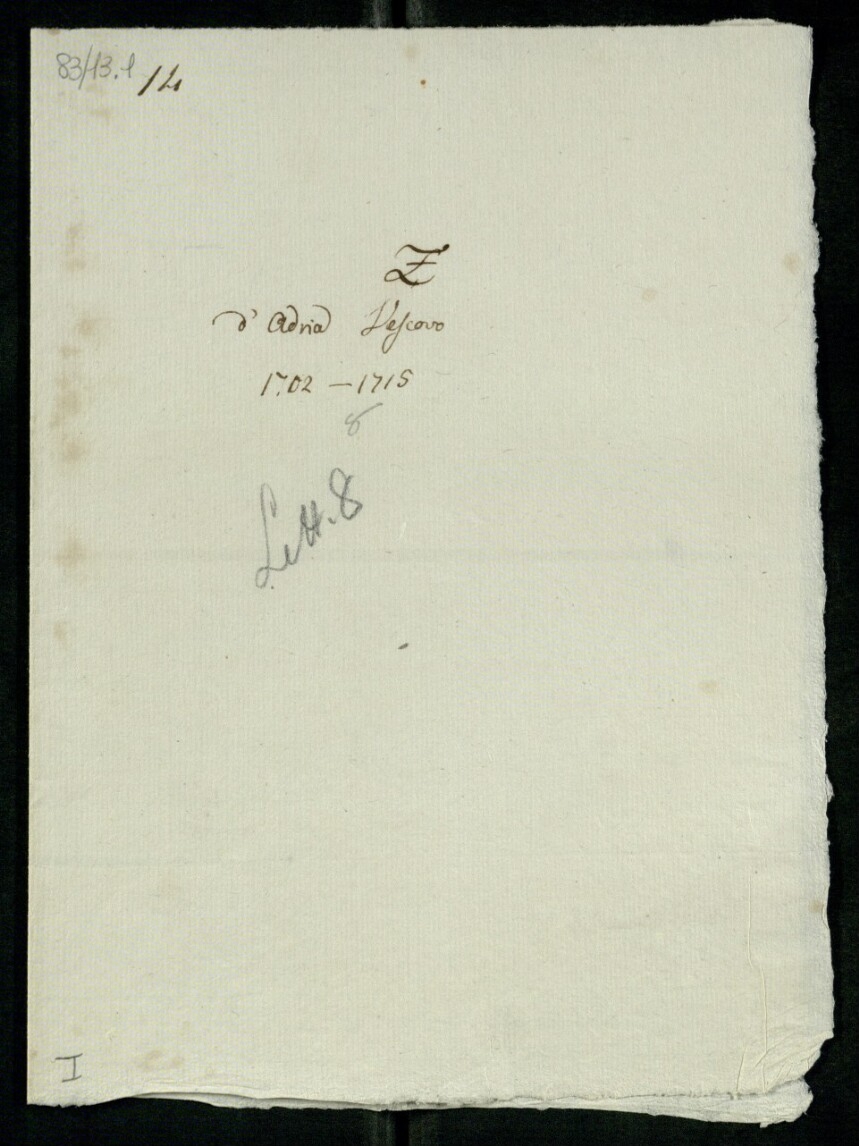 83/13.1 14
Z
d' Adria Vescovo
1702 - 1715
8
Lett. 8
I